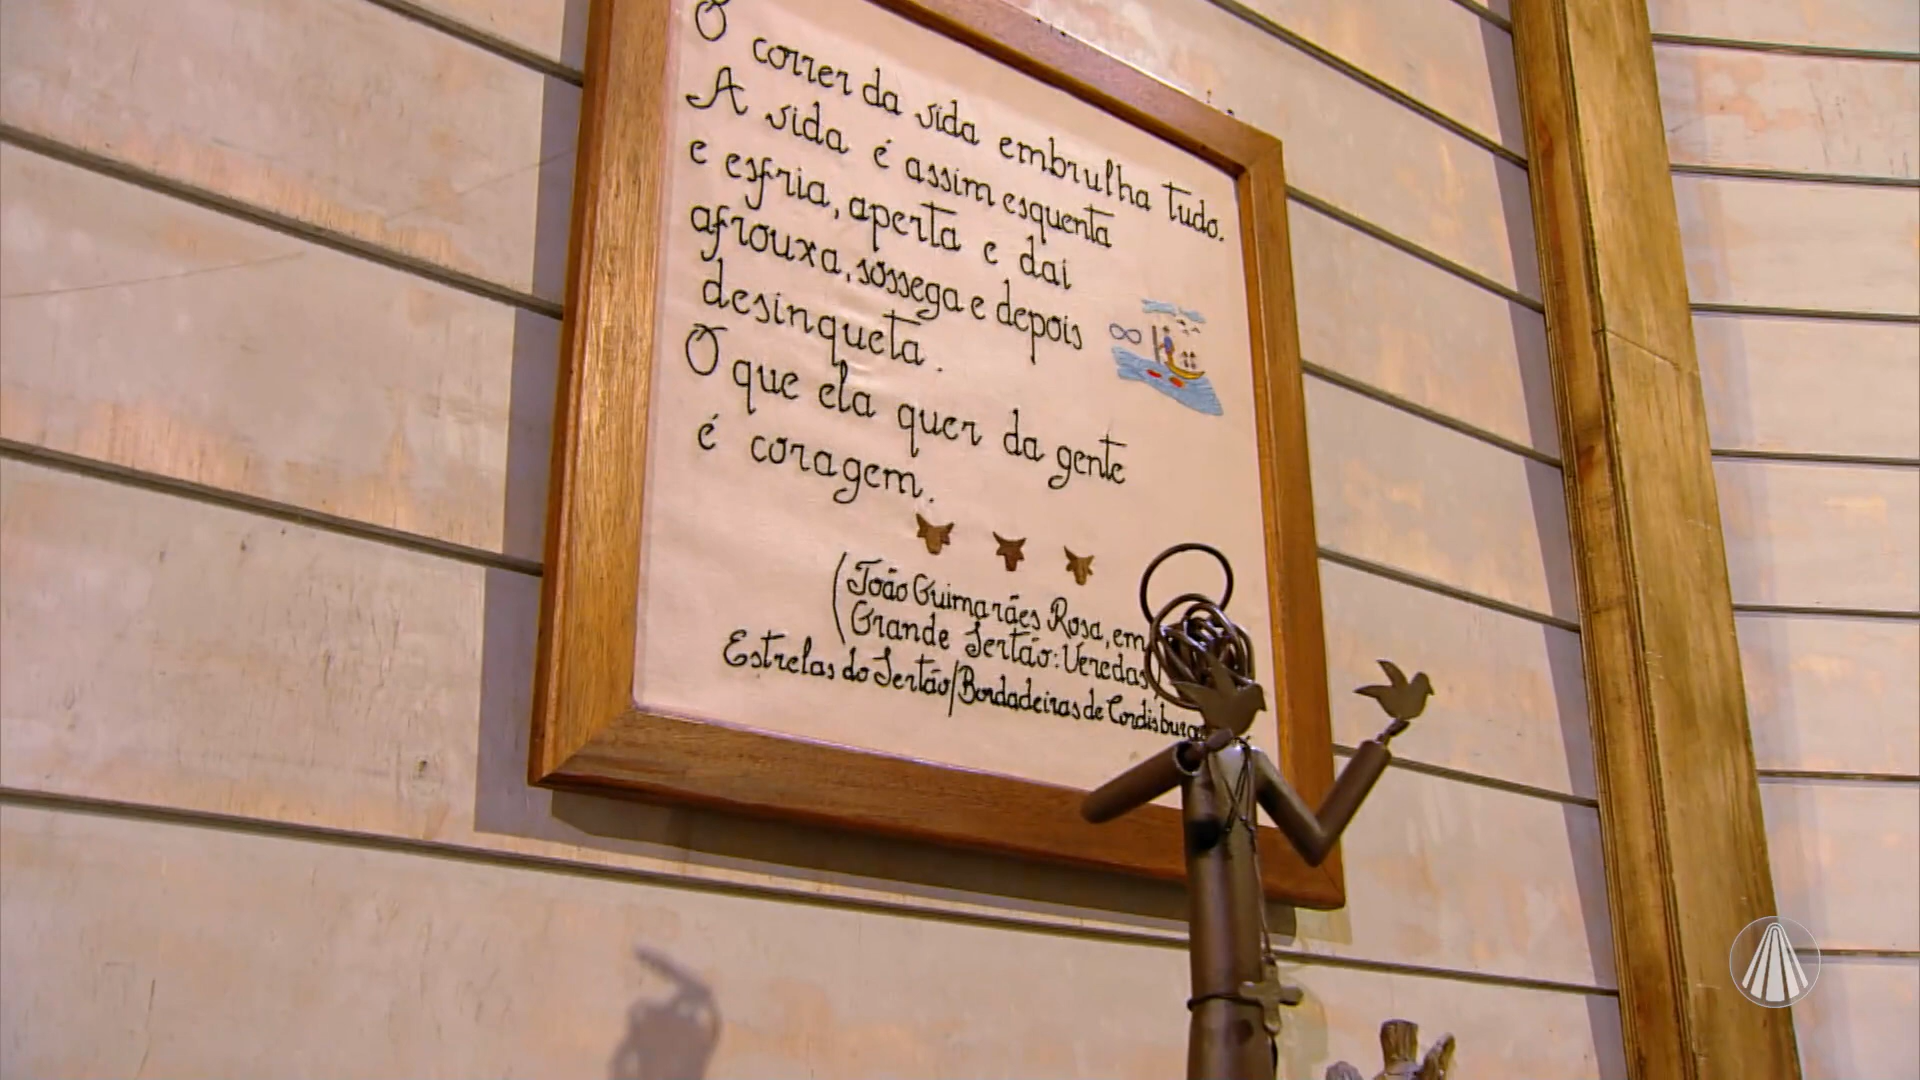 O correr da vida embrulha tudo.
A vida é assim esquenta
e esfria, aperta e daí
afrouxa, sossega e depois
desinqueta.
O que ela quer da gente
é coragem.
(João Guimarães Rosa, em
Grande Sertão: Veredas)
Estrelas do Sertão/Bordadeiras de Cordisburgo